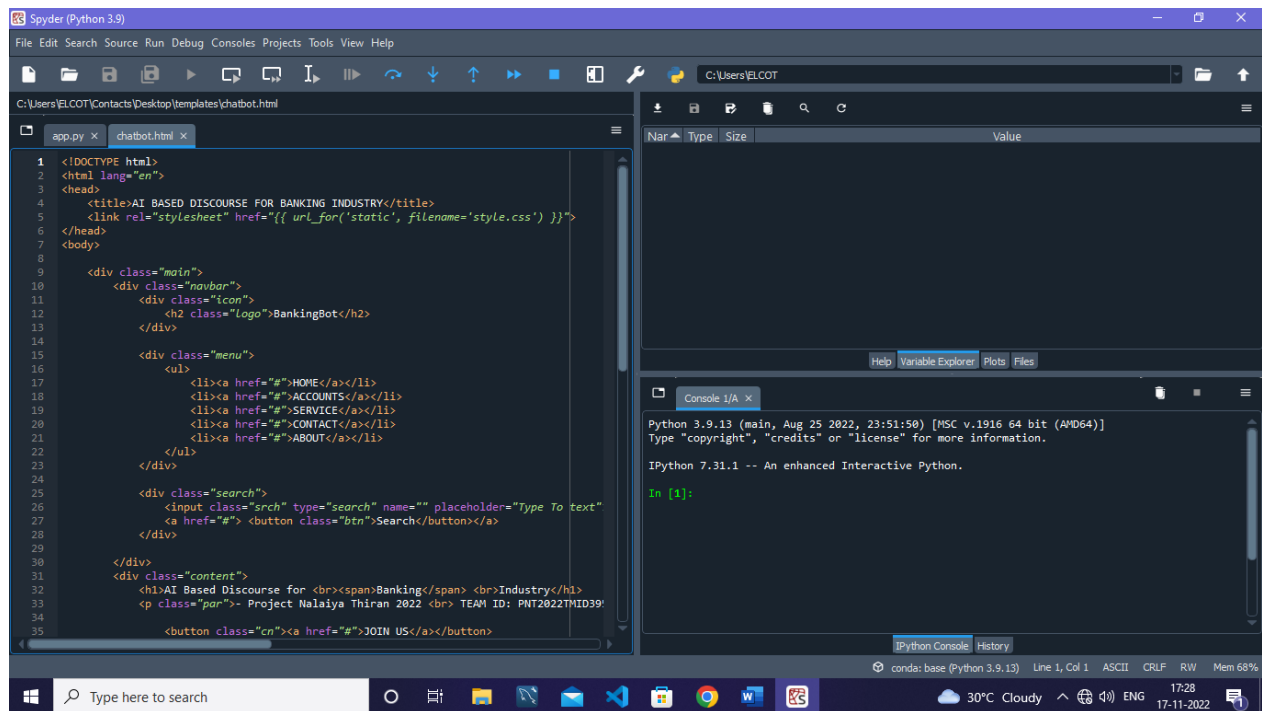 Spyder (Python 3.9)
File Edit Search Source Run Debug Consoles Projects Tools View Help
C:\Users\ELCOT
C:\Users\ELCOT\Contacts\Desktop\templates\chatbot.html
app.py
chatbot.html
1 <!DOCTYPE html>
2 <html lang="en">
3 <head>
4 <title>AI BASED DISCOURSE FOR BANKING INDUSTRY</title>
5 <link rel="stylesheet" href="{{ url_for('static', filename='style.css') }}">
6 </head>
7 <body>
8
9 <div class="main">
10 <div class="navbar">
11 <div class="icon">
12 <h2 class="logo">BankingBot</h2>
13 </div>
14
15 <div class="menu">
16 <ul>
17 <li><a href="#">HOME</a></li>
18 <li><a href="#">ACCOUNTS</a></li>
19 <li><a href="#">SERVICE</a></li>
20 <li><a href="#">CONTACT</a></li>
21 <li><a href="#">ABOUT</a></li>
22 </ul>
23 </div>
24
25 <div class="search">
26 <input class="srch" type="search" name="" placeholder="Type To text"
27 <a href="#"> <button class="btn">Search</button></a>
28 </div>
29
30 </div>
31 <div class="content">
32 <h1>AI Based Discourse for <br><span>Banking</span> <br>Industry</h1>
33 <p class="par">- Project Nalaiya Thiran 2022 <br> TEAM ID: PNT2022TMID39
34
35 <button class="cn"><a href="#">JOIN US</a></button>
Nar Type Size Value
Help Variable Explorer Plots Files
Console 1/A
Python 3.9.13 (main, Aug 25 2022, 23:51:50) [MSC v.1916 64 bit (AMD64)]
Type "copyright", "credits" or "license" for more information.
IPython 7.31.1 -- An enhanced Interactive Python.
In [1]:
IPython Console History
conda: base (Python 3.9.13) Line 1, Col 1 ASCII CRLF RW Mem 68%
Type here to search
30°C Cloudy ENG
17:28
17-11-2022
1